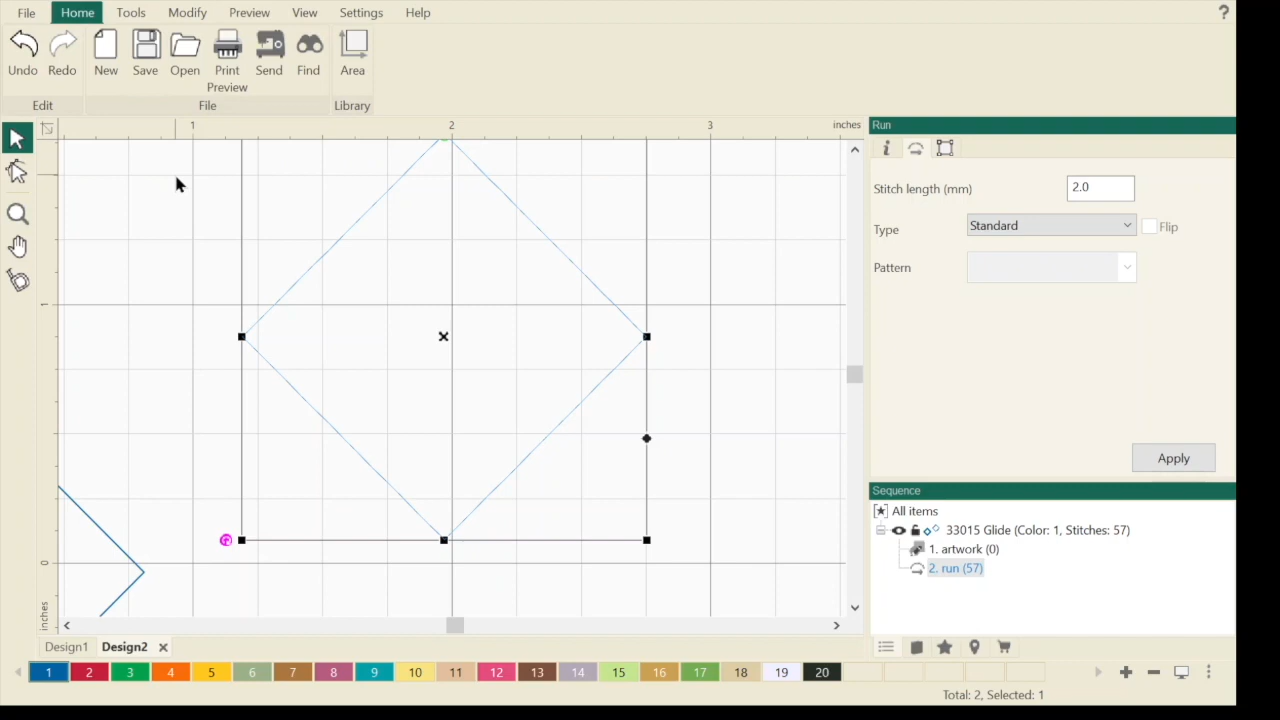 File Home Tools Modify Preview View Settings Help ?
Undo Redo New Save Open Print Preview Send Find Area
Edit File Library
1 2 3 inches
Run
i
Stitch length (mm) 2.0
Type Standard Flip
Pattern
1
Apply
Sequence
All items
33015 Glide (Color: 1, Stitches: 57)
1. artwork (0)
2. run (57)
0
inches
Design1 Design2
1 2 3 4 5 6 7 8 9 10 11 12 13 14 15 16 17 18 19 20
Total: 2, Selected: 1